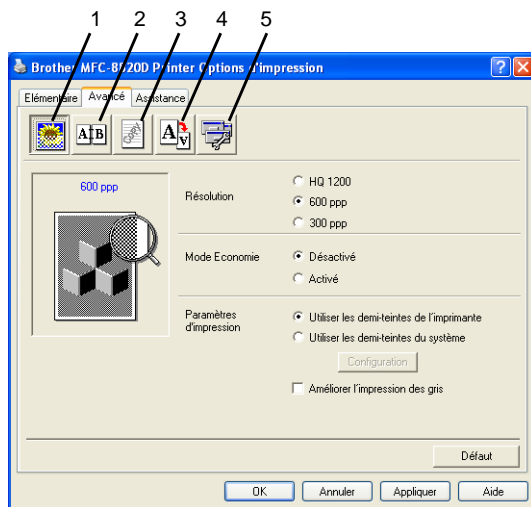 1 2 3 4 5
Brother MFC-8020D Printer Options d'impression
Elémentaire Avancé Assistance
A B copy A A
600 ppp
Résolution
HQ 1200
600 ppp
300 ppp
Mode Economie
Désactivé
Activé
Paramètres
d'impression
Utiliser les demi-teintes de l'imprimante
Utiliser les demi-teintes du système
Configuration
Améliorer l'impression des gris
Défaut
OK Annuler Appliquer Aide